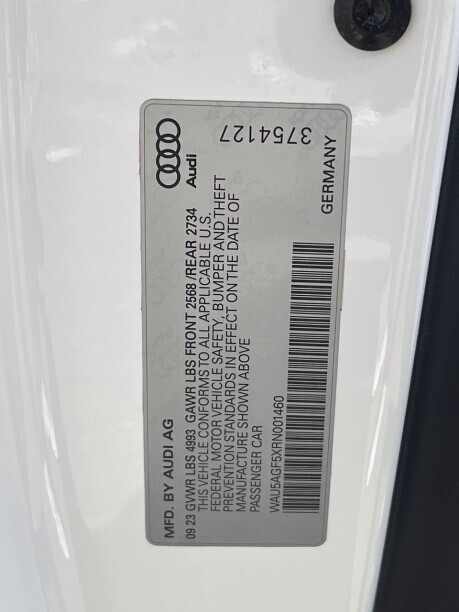 MFD. BY AUDI AG
09 23 GVWR LBS 4993 GAWR LBS FRONT 2568 /REAR 2734
THIS VEHICLE CONFORMS TO ALL APPLICABLE U.S.
FEDERAL MOTOR VEHICLE SAFETY, BUMPER AND THEFT
PREVENTION STANDARDS IN EFFECT ON THE DATE OF
MANUFACTURE SHOWN ABOVE
PASSENGER CAR
WAU5AGF5XRN001460
Audi
3754127
GERMANY